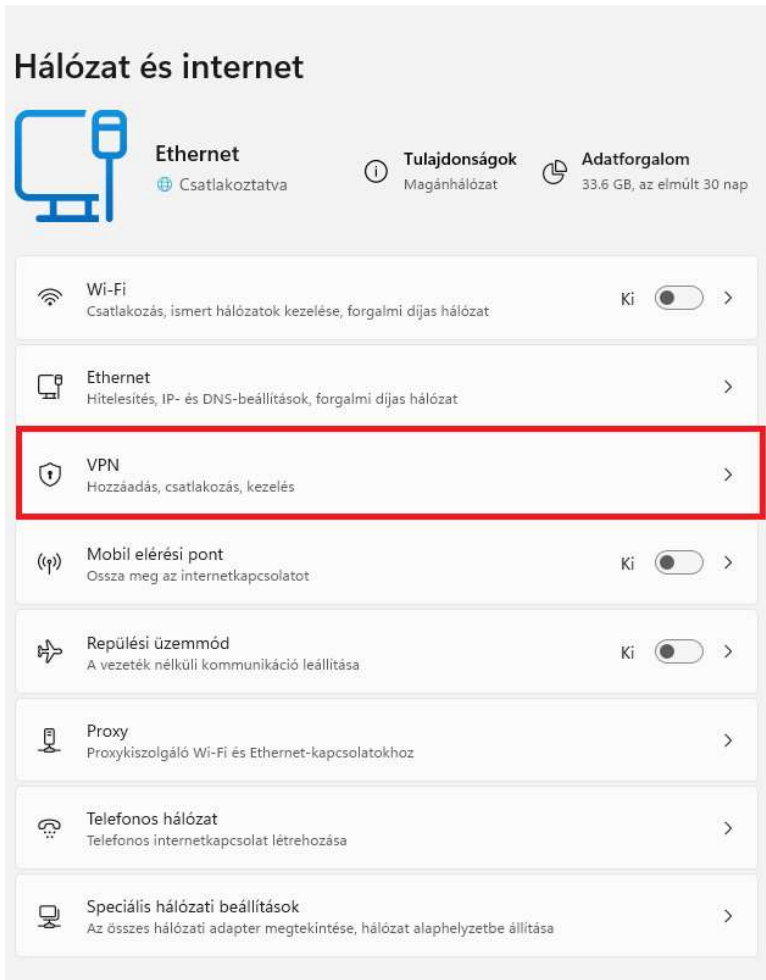 Hálózat és internet
Ethernet
Csatlakoztatva
Tulajdonságok
Magánhálózat
Adatforgalom
33.6 GB, az elmúlt 30 nap
Wi-Fi
Csatlakozás, ismert hálózatok kezelése, forgalmi díjas hálózat
Ki
Ethernet
Hitelesítés, IP- és DNS-beállítások, forgalmi díjas hálózat
VPN
Hozzáadás, csatlakozás, kezelés
Mobil elérési pont
Ossza meg az internetkapcsolatot
Ki
Repülési üzemmód
A vezeték nélküli kommunikáció leállítása
Ki
Proxy
Proxykiszolgáló Wi-Fi és Ethernet-kapcsolatokhoz
Telefonos hálózat
Telefonos internetkapcsolat létrehozása
Speciális hálózati beállítások
Az összes hálózati adapter megtekintése, hálózat alaphelyzetbe állítása